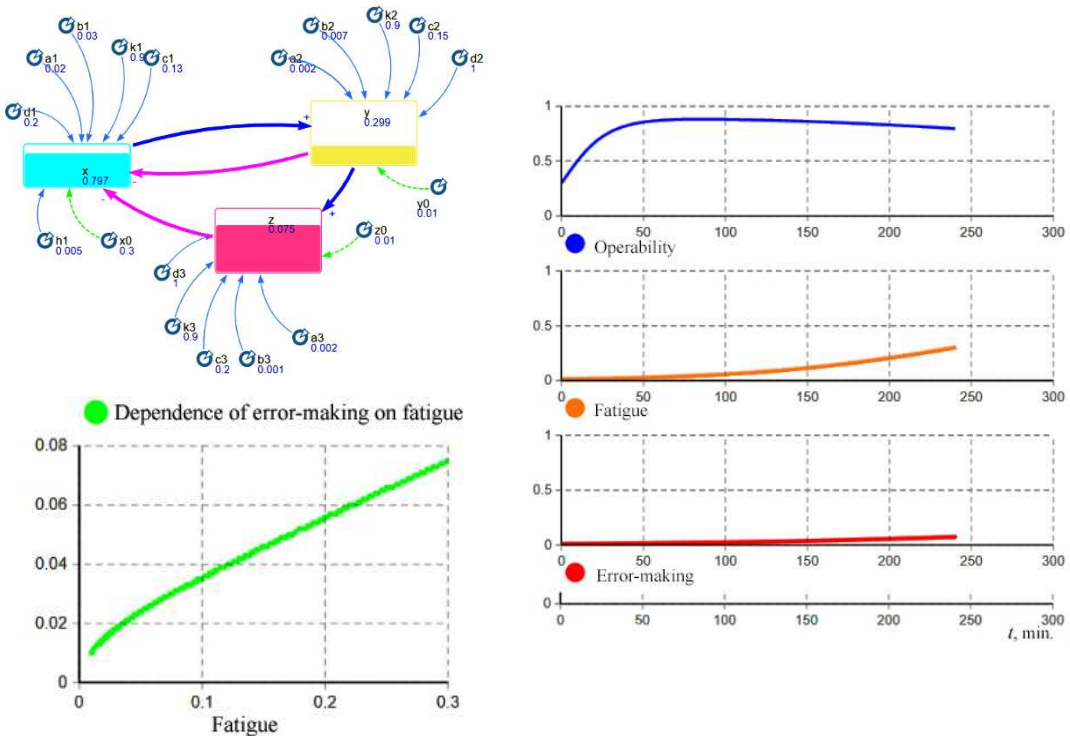 b1
0.03
a1
0.02
k1
0.9
c1
0.13
d1
0.2
x
0.797
h1
0.005
x0
0.3
b2
0.007
k2
0.9
c2
0.15
a2
0.002
d2
1
y
0.299
+
y0
0.01
-
-
+
z
0.075
z0
0.01
d3
1
k3
0.9
c3
0.2
b3
0.001
a3
0.002
Dependence of error-making on fatigue
0.08
0.06
0.04
0.02
0
0 0.1 0.2 0.3
Fatigue
1
0.5
0
0 50 100 150 200 250 300
Operability
1
0.5
0
0 50 100 150 200 250 300
Fatigue
1
0.5
0
0 50 100 150 200 250 300
Error-making
0
0 50 100 150 200 250 300
t, min.